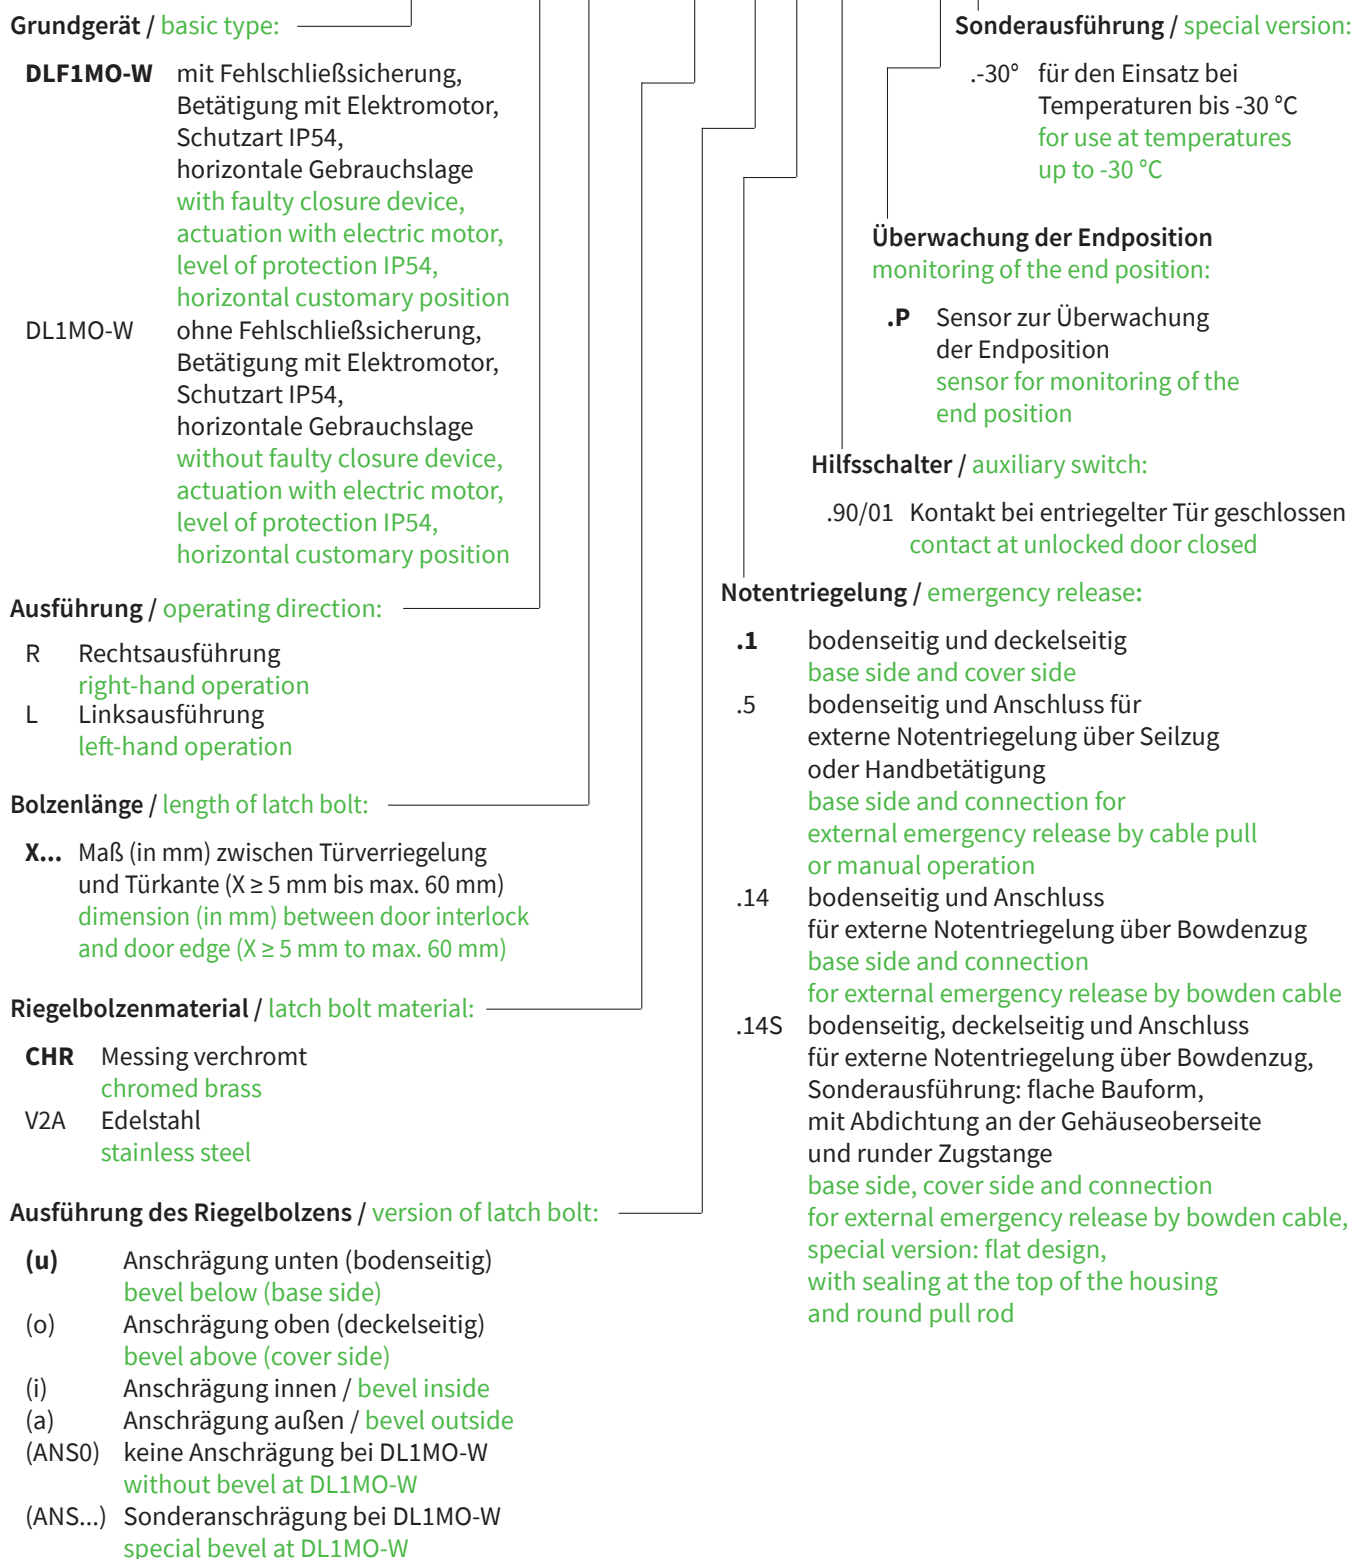 Grundgerät / basic type:
DLF1MO-W mit Fehlschließsicherung,
Betätigung mit Elektromotor,
Schutzart IP54,
horizontale Gebrauchslage
with faulty closure device,
actuation with electric motor,
level of protection IP54,
horizontal customary position
DL1MO-W ohne Fehlschließsicherung,
Betätigung mit Elektromotor,
Schutzart IP54,
horizontale Gebrauchslage
without faulty closure device,
actuation with electric motor,
level of protection IP54,
horizontal customary position
Ausführung / operating direction:
R Rechtsausführung
right-hand operation
L Linksausführung
left-hand operation
Bolzenlänge / length of latch bolt:
X... Maß (in mm) zwischen Türverriegelung
und Türkante (X ≥ 5 mm bis max. 60 mm)
dimension (in mm) between door interlock
and door edge (X ≥ 5 mm to max. 60 mm)
Riegelbolzenmaterial / latch bolt material:
CHR Messing verchromt
chromed brass
V2A Edelstahl
stainless steel
Ausführung des Riegelbolzens / version of latch bolt:
(u) Anschrägung unten (bodenseitig)
bevel below (base side)
(o) Anschrägung oben (deckelseitig)
bevel above (cover side)
(i) Anschrägung innen / bevel inside
(a) Anschrägung außen / bevel outside
(ANS0) keine Anschrägung bei DL1MO-W
without bevel at DL1MO-W
(ANS...) Sonderanschrägung bei DL1MO-W
special bevel at DL1MO-W
Sonderausführung / special version:
.-30° für den Einsatz bei
Temperaturen bis -30 °C
for use at temperatures
up to -30 °C
Überwachung der Endposition
monitoring of the end position:
.P Sensor zur Überwachung
der Endposition
sensor for monitoring of the
end position
Hilfsschalter / auxiliary switch:
.90/01 Kontakt bei entriegelter Tür geschlossen
contact at unlocked door closed
Notentriegelung / emergency release:
.1 bodenseitig und deckelseitig
base side and cover side
.5 bodenseitig und Anschluss für
externe Notentriegelung über Seilzug
oder Handbetätigung
base side and connection for
external emergency release by cable pull
or manual operation
.14 bodenseitig und Anschluss
für externe Notentriegelung über Bowdenzug
base side and connection
for external emergency release by bowden cable
.14S bodenseitig, deckelseitig und Anschluss
für externe Notentriegelung über Bowdenzug,
Sonderausführung: flache Bauform,
mit Abdichtung an der Gehäuseoberseite
und runder Zugstange
base side, cover side and connection
for external emergency release by bowden cable,
special version: flat design,
with sealing at the top of the housing
and round pull rod